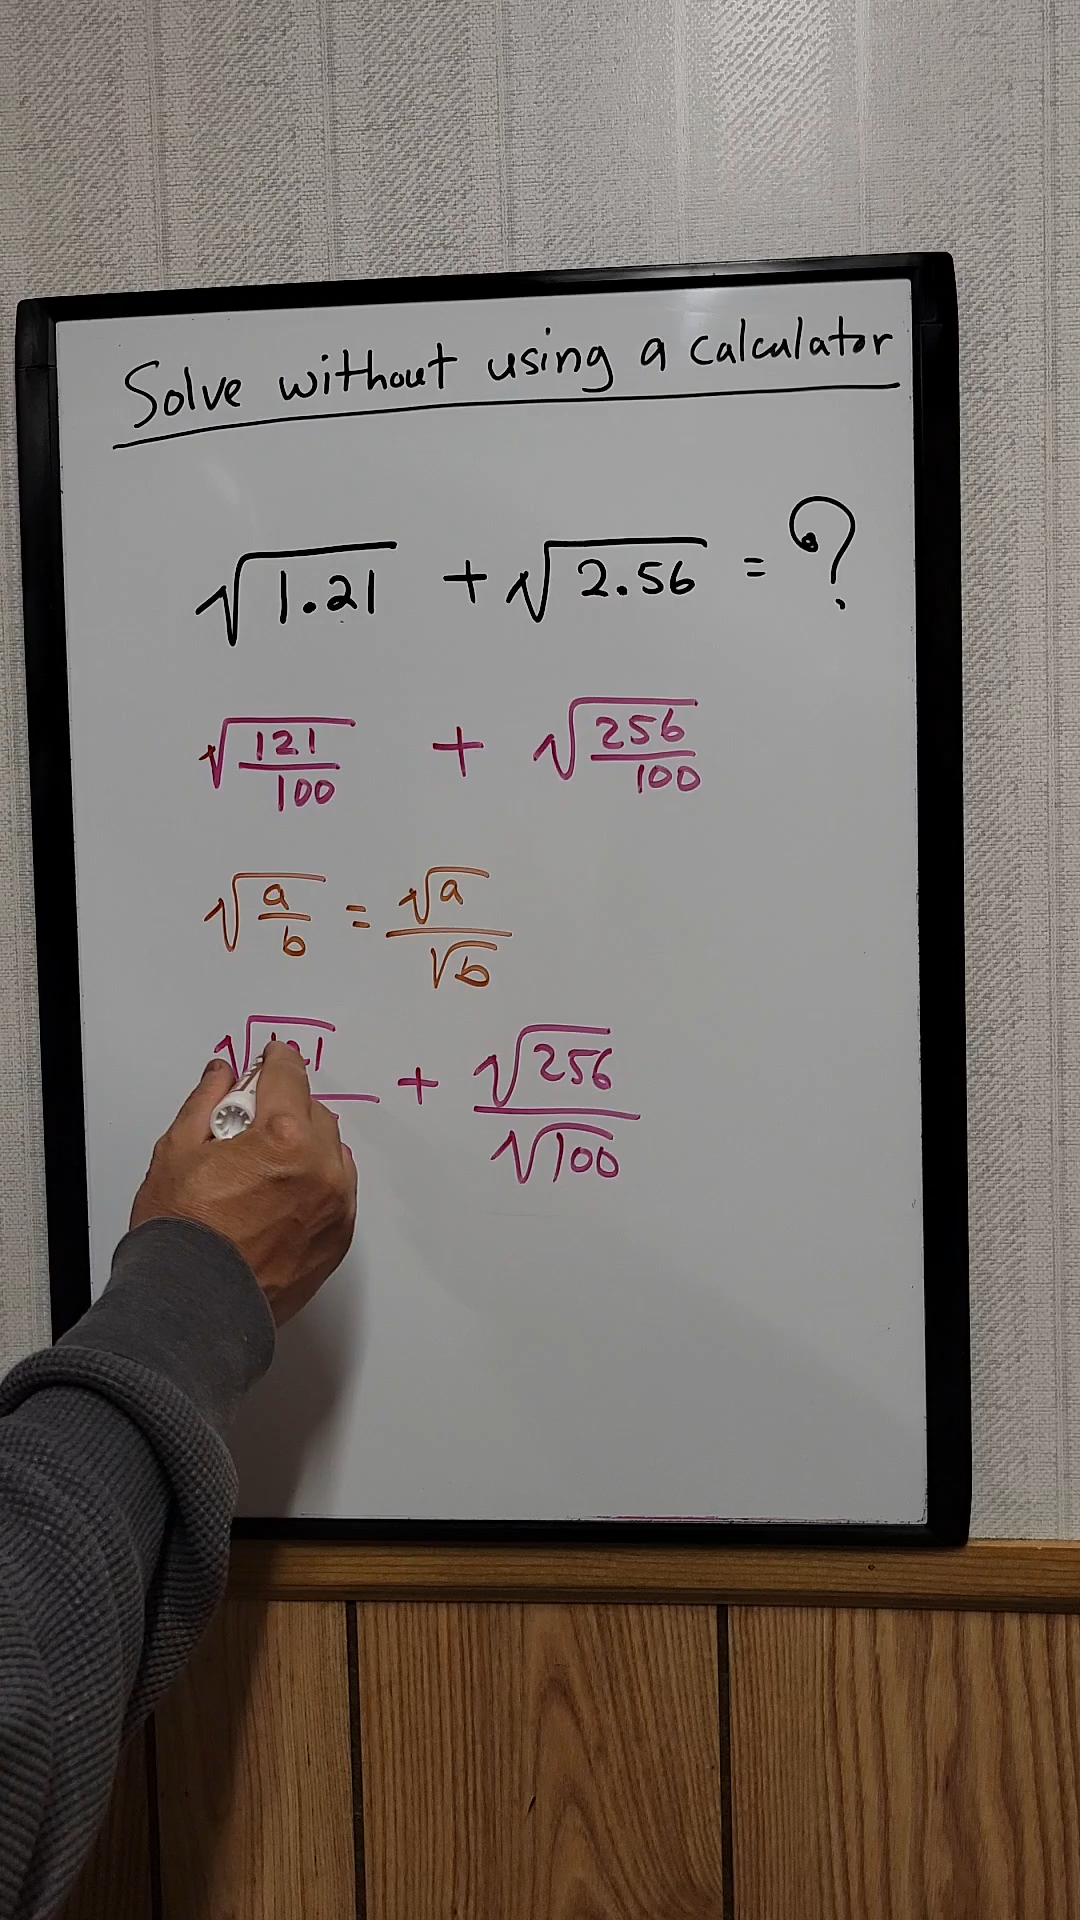 Solve without using a calculator
√1.21 + √2.56 = ?
√(121/100) + √(256/100)
√(a/b) = √a/√b
+ √256/√100